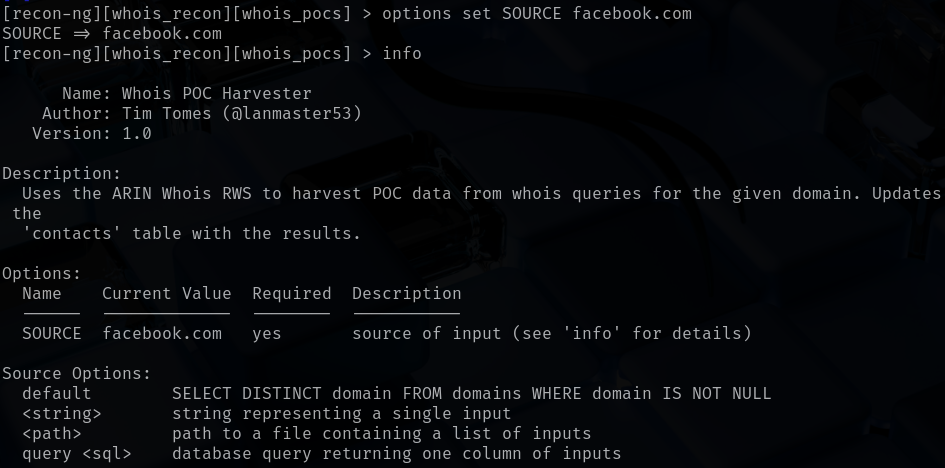 [recon-ng][whois_recon][whois_pocs] > options set SOURCE facebook.com
SOURCE ⇒ facebook.com
[recon-ng][whois_recon][whois_pocs] > info
Name: Whois POC Harvester
Author: Tim Tomes (@lanmaster53)
Version: 1.0
Description:
Uses the ARIN Whois RWS to harvest POC data from whois queries for the given domain. Updates
the
'contacts' table with the results.
Options:
Name Current Value Required Description
SOURCE facebook.com yes source of input (see 'info' for details)
Source Options:
default SELECT DISTINCT domain FROM domains WHERE domain IS NOT NULL
<string> string representing a single input
<path> path to a file containing a list of inputs
query <sql> database query returning one column of inputs